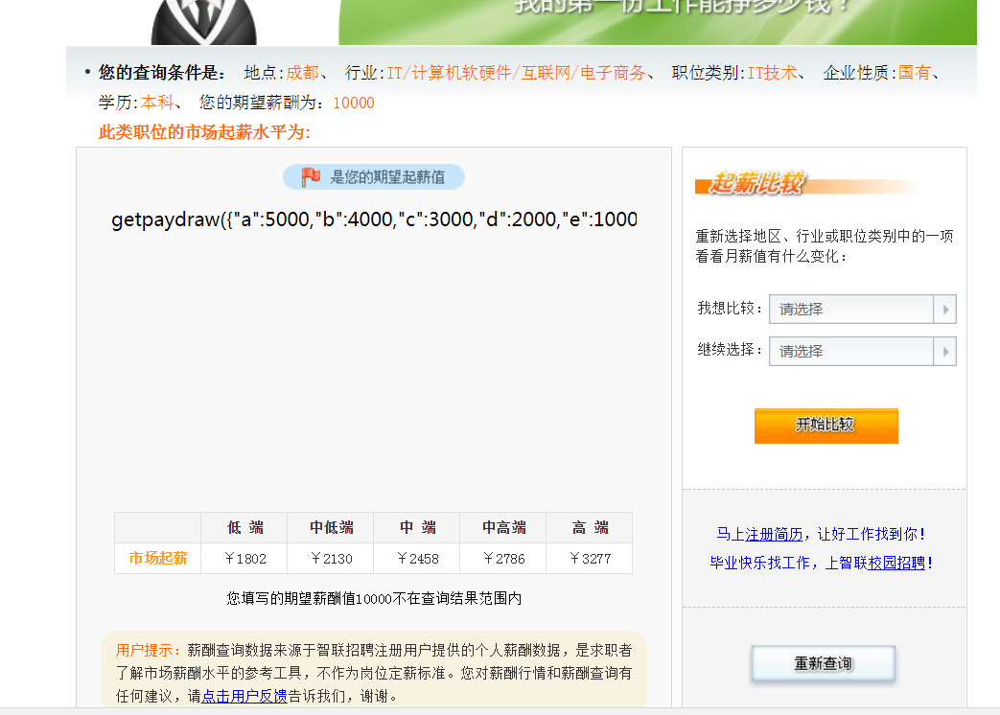 我的第一份工作能挣多少钱？
• 您的查询条件是： 地点:成都、 行业:IT/计算机软硬件/互联网/电子商务、 职位类别:IT技术、 企业性质:国有、
学历:本科、 您的期望薪酬为：10000
此类职位的市场起薪水平为:
是您的期望起薪值
getpaydraw({"a":5000,"b":4000,"c":3000,"d":2000,"e":1000
低 端 中低端 中 端 中高端 高 端
市场起薪 ￥1802 ￥2130 ￥2458 ￥2786 ￥3277
您填写的期望薪酬值10000不在查询结果范围内
用户提示：薪酬查询数据来源于智联招聘注册用户提供的个人薪酬数据，是求职者
了解市场薪酬水平的参考工具，不作为岗位定薪标准。您对薪酬行情和薪酬查询有
任何建议，请点击用户反馈告诉我们，谢谢。
起薪比较
重新选择地区、行业或职位类别中的一项
看看月薪值有什么变化：
我想比较： 请选择
继续选择： 请选择
开始比较
马上注册简历，让好工作找到你！
毕业快乐找工作，上智联校园招聘！
重新查询